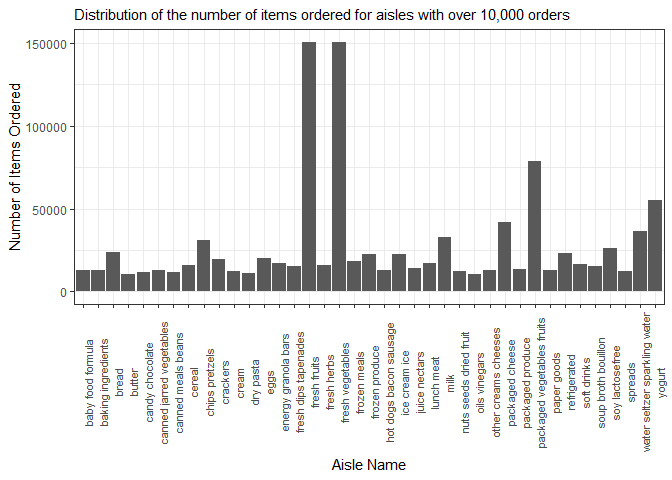 Distribution of the number of items ordered for aisles with over 10,000 orders
Number of Items Ordered
150000
100000
50000
0
baby food formula
baking ingredients
bread
butter
candy chocolate
canned jarred vegetables
canned meals beans
cereal
chips pretzels
crackers
cream
dry pasta
eggs
energy granola bars
fresh dips tapenades
fresh fruits
fresh herbs
fresh vegetables
frozen meals
frozen produce
hot dogs bacon sausage
ice cream ice
juice nectars
lunch meat
milk
nuts seeds dried fruit
oils vinegars
other creams cheeses
packaged cheese
packaged produce
packaged vegetables fruits
paper goods
refrigerated
soft drinks
soup broth bouillon
soy lactosefree
spreads
water seltzer sparkling water
yogurt
Aisle Name